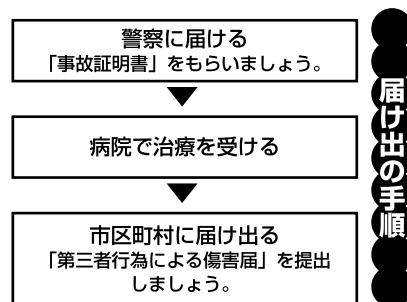 届け出の手順
警察に届ける
「事故証明書」をもらいましょう。
病院で治療を受ける
市区町村に届け出る
「第三者行為による傷害届」を提出
しましょう。